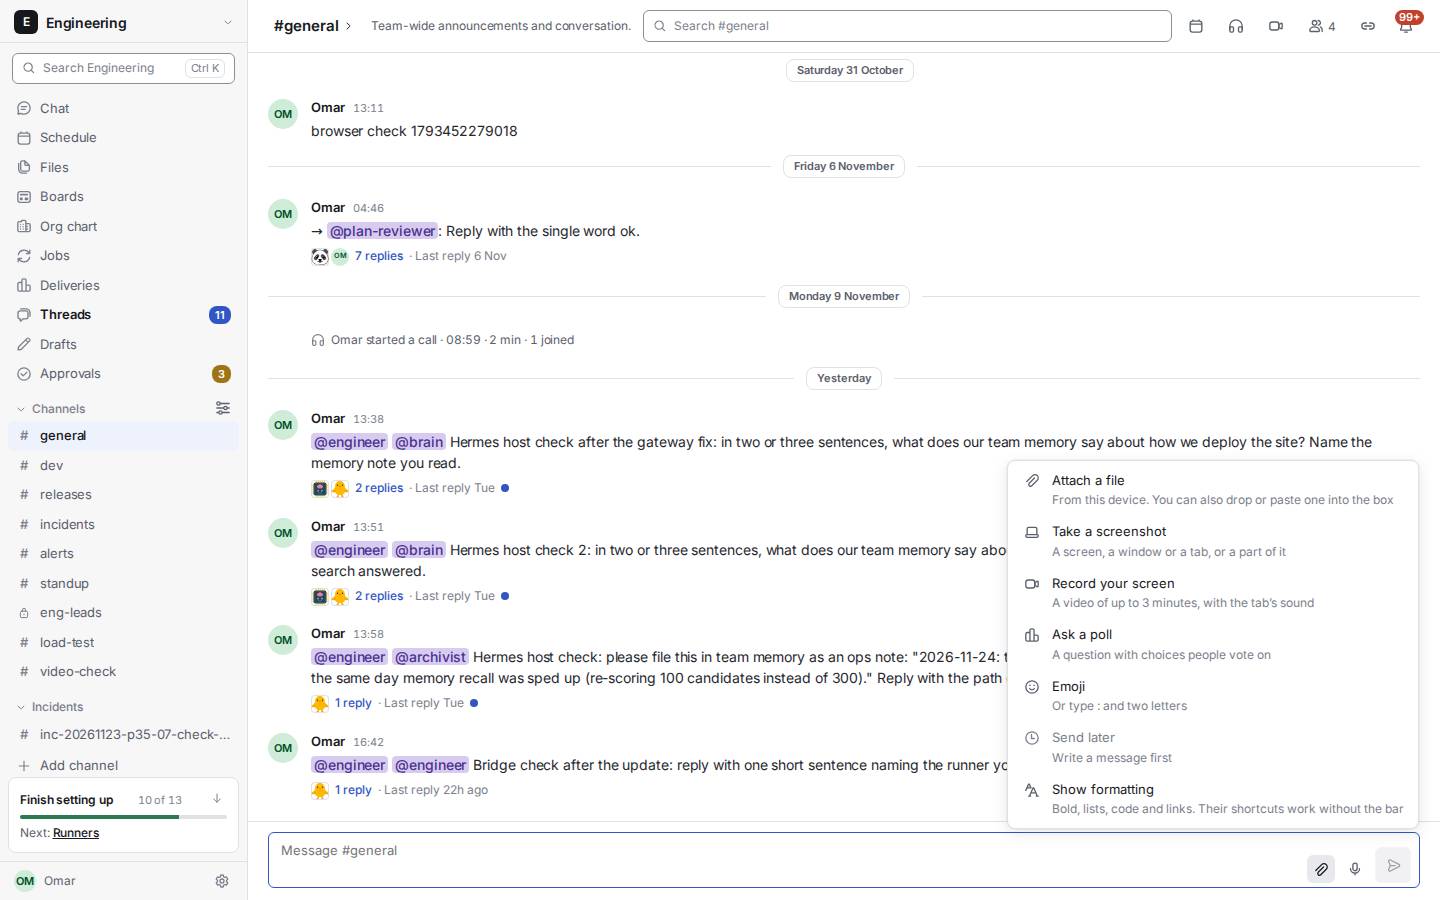 E Engineering
Search Engineering Ctrl K
Chat
Schedule
Files
Boards
Org chart
Jobs
Deliveries
Threads 11
Drafts
Approvals 3
Channels
# general
# dev
# releases
# incidents
# alerts
# standup
eng-leads
# load-test
# video-check
Incidents
# inc-20261123-p35-07-check-...
+ Add channel
Finish setting up 10 of 13
Next: Runners
OM Omar
#general Team-wide announcements and conversation.
Search #general
4
99+
Saturday 31 October
OM Omar 13:11
browser check 1793452279018
Friday 6 November
OM Omar 04:46
→ @plan-reviewer: Reply with the single word ok.
OM 7 replies · Last reply 6 Nov
Monday 9 November
Omar started a call · 08:59 · 2 min · 1 joined
Yesterday
OM Omar 13:38
@engineer @brain Hermes host check after the gateway fix: in two or three sentences, what does our team memory say about how we deploy the site? Name the
memory note you read.
2 replies · Last reply Tue
OM Omar 13:51
@engineer @brain Hermes host check 2: in two or three sentences, what does our team memory say abo
search answered.
2 replies · Last reply Tue
OM Omar 13:58
@engineer @archivist Hermes host check: please file this in team memory as an ops note: "2026-11-24: t
the same day memory recall was sped up (re-scoring 100 candidates instead of 300)." Reply with the path
1 reply · Last reply Tue
OM Omar 16:42
@engineer @engineer Bridge check after the update: reply with one short sentence naming the runner yo
1 reply · Last reply 22h ago
Attach a file
From this device. You can also drop or paste one into the box
Take a screenshot
A screen, a window or a tab, or a part of it
Record your screen
A video of up to 3 minutes, with the tab's sound
Ask a poll
A question with choices people vote on
Emoji
Or type : and two letters
Send later
Write a message first
Show formatting
Bold, lists, code and links. Their shortcuts work without the bar
Message #general